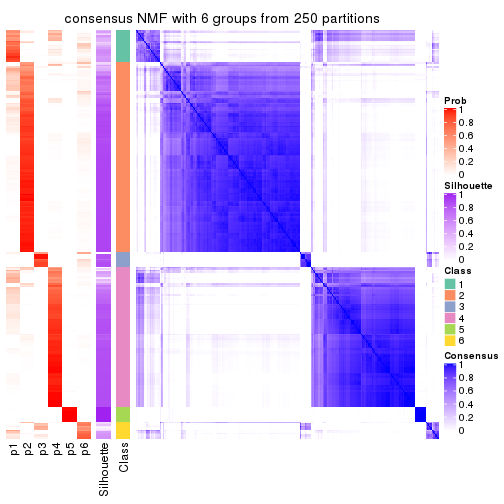 consensus NMF with 6 groups from 250 partitions
Prob
1
0.8
0.6
0.4
0.2
0
Silhouette
1
0.8
0.6
0.4
0.2
0
Class
1
2
3
4
5
6
Consensus
1
0.8
0.6
0.4
0.2
0
p1
p2
p3
p4
p5
p6
Silhouette
Class